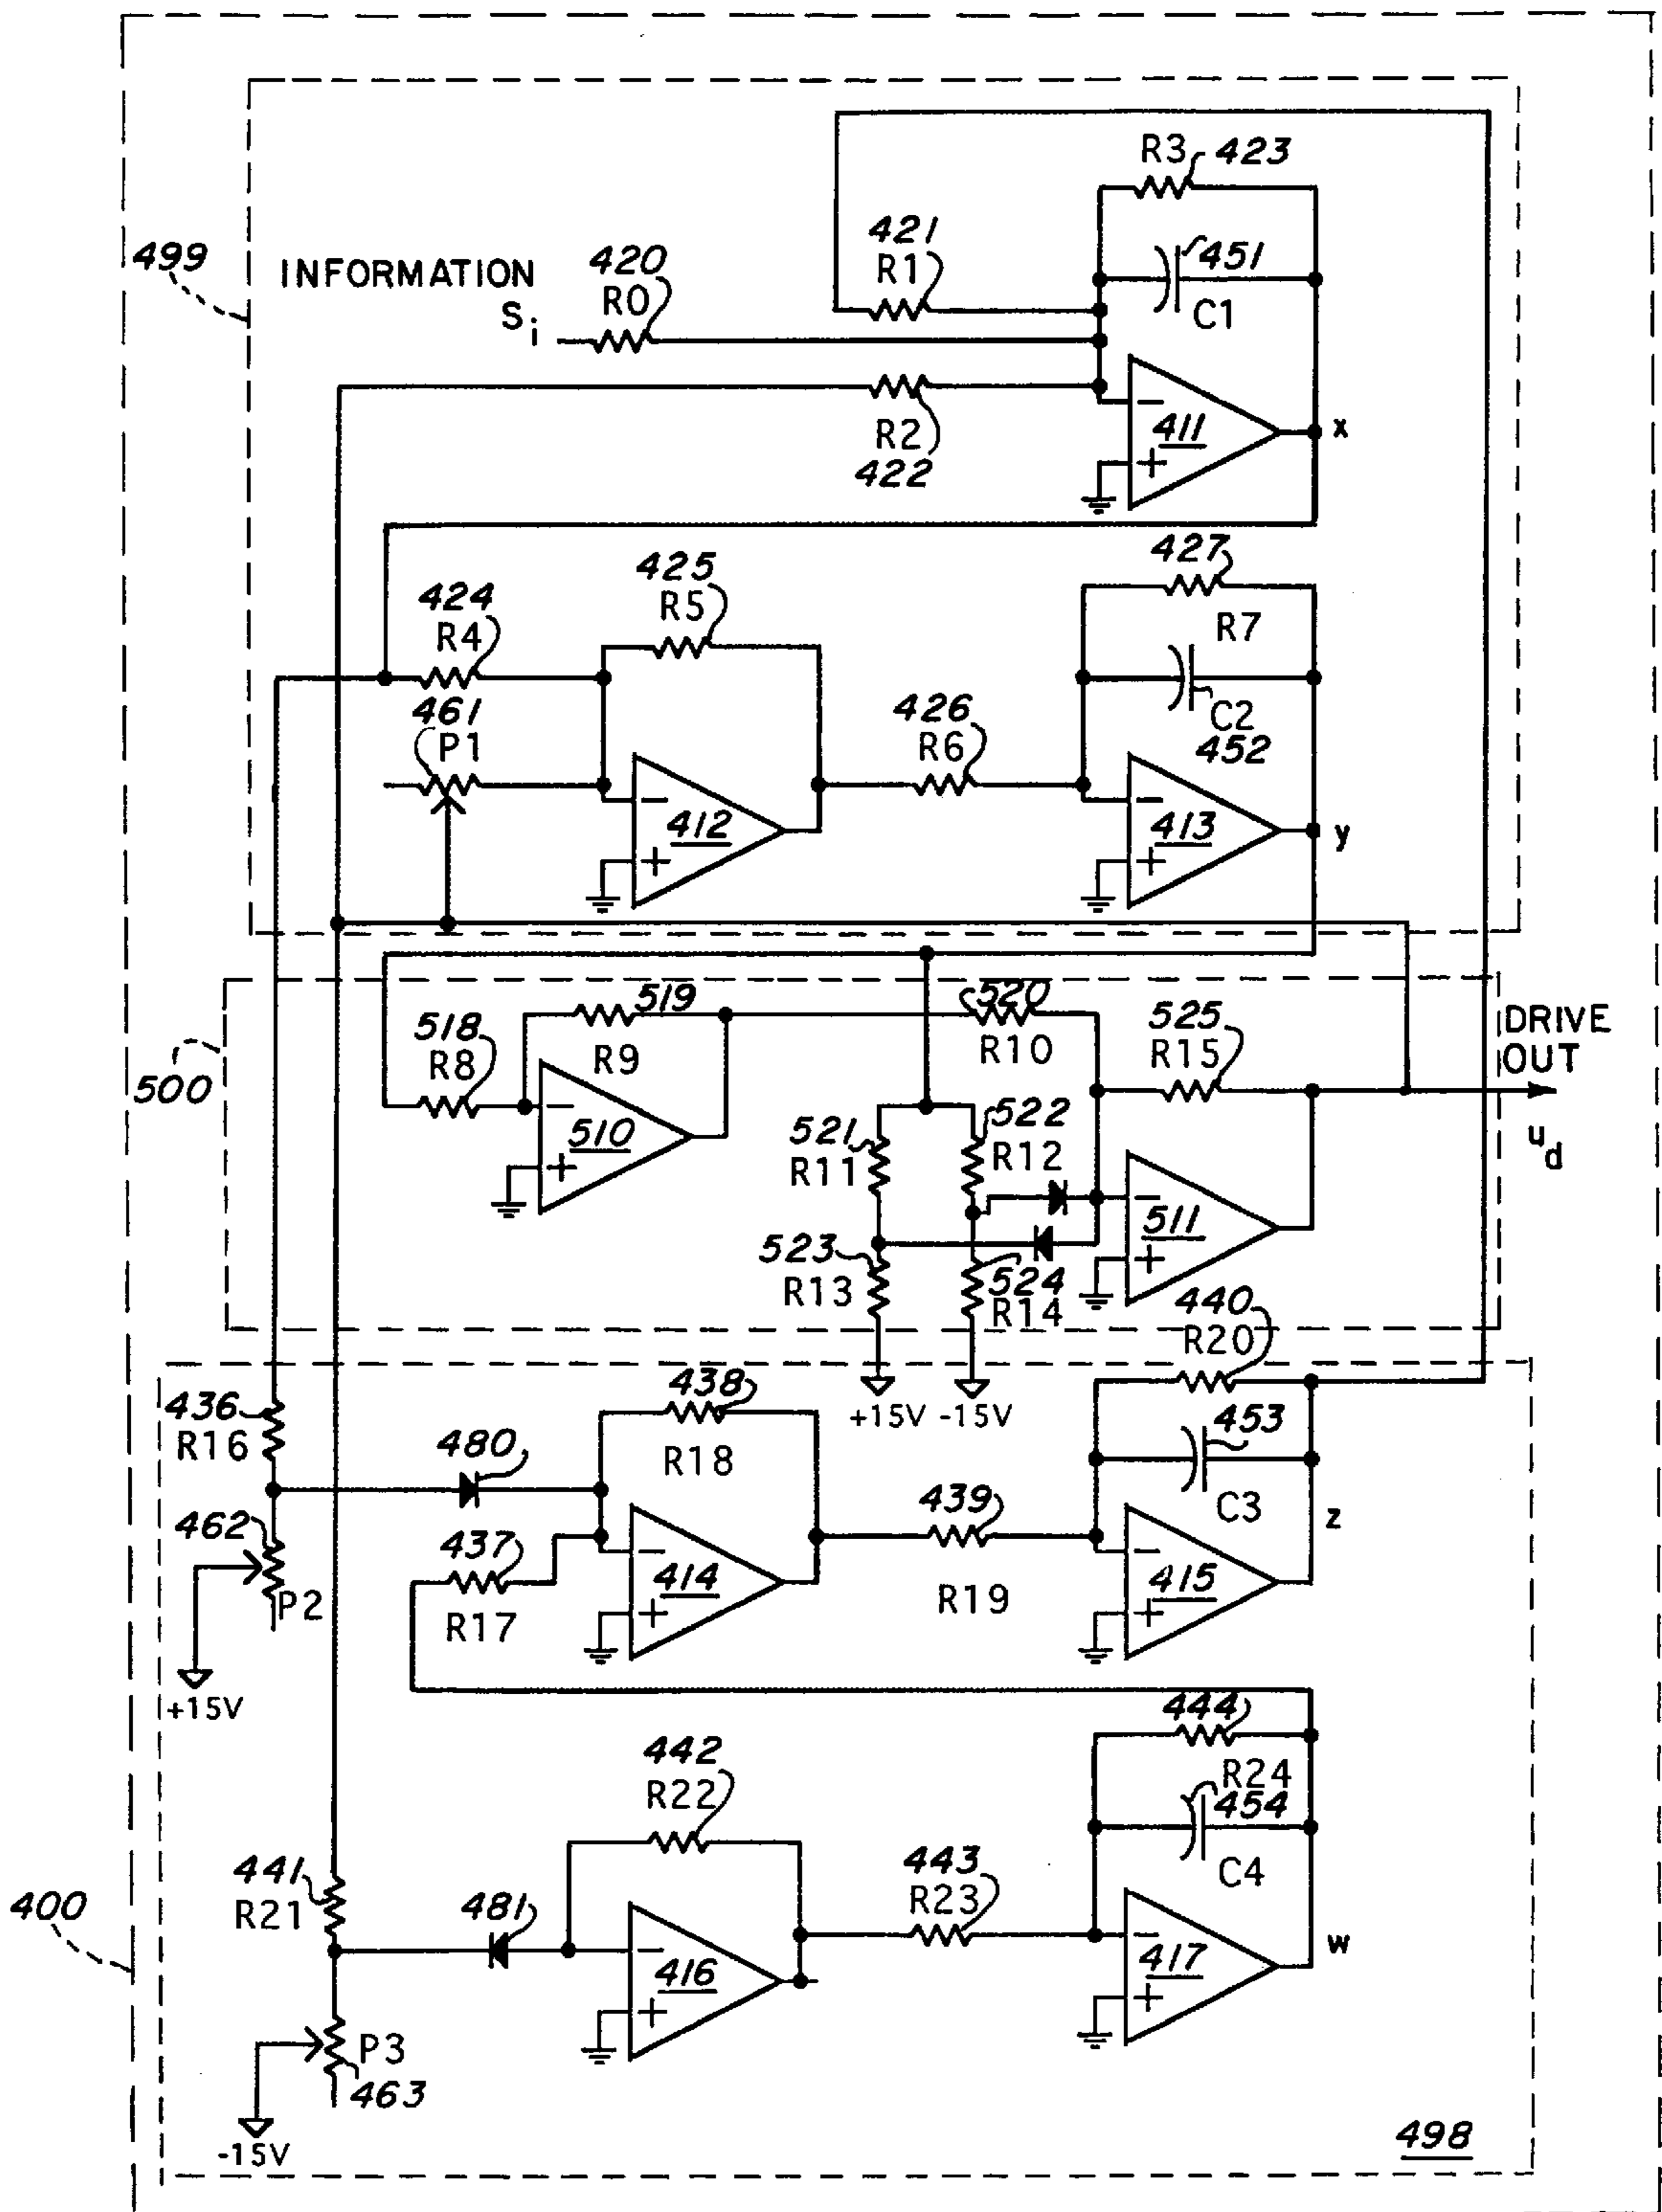 R3 423
499
INFORMATION
420
421
451
R0
R1
C1
Si
R2
422
411
x
427
425
424
R5
R7
R4
461
P1
426
R6
C2
452
412
413
y
519
520
DRIVE
OUT
518
R8
R9
R10
525
R15
500
510
521
R11
522
R12
ud
511
523
R13
524
R14
440
R20
+15V -15V
436
R16
438
453
480
R18
C3
439
z
462
437
414
415
P2
R17
R19
+15V
444
442
R22
R24
454
C4
441
R21
443
R23
400
481
416
417
w
P3
463
-15V
498